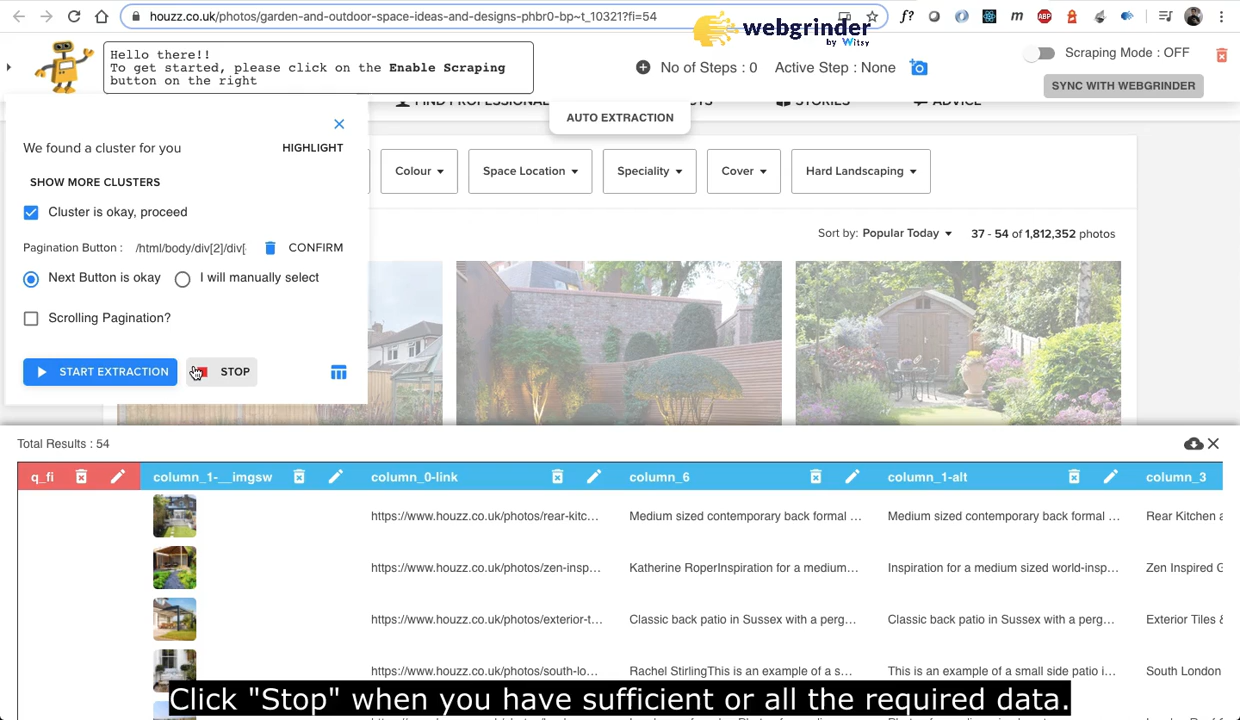 houzz.co.uk/photos/garden-and-outdoor-space-ideas-and-designs-phbr0-bp~t_10321?fi=54
webgrinder
by Witsy
Hello there!!
To get started, please click on the Enable Scraping
button on the right
No of Steps : 0
Active Step : None
Scraping Mode : OFF
SYNC WITH WEBGRINDER
FIND PROFESSIONAL
STORIES
ADVICE
AUTO EXTRACTION
We found a cluster for you
HIGHLIGHT
SHOW MORE CLUSTERS
Cluster is okay, proceed
Pagination Button :
/html/body/div[2]/div[
CONFIRM
Next Button is okay
I will manually select
Scrolling Pagination?
START EXTRACTION
STOP
Colour
Space Location
Speciality
Cover
Hard Landscaping
Sort by: Popular Today
37 - 54 of 1,812,352 photos
Total Results : 54
q_fi
column_1-__imgsw
column_0-link
column_6
column_1-alt
column_3
https://www.houzz.co.uk/photos/rear-kitc...
Medium sized contemporary back formal ...
Medium sized contemporary back formal ...
Rear Kitchen a
https://www.houzz.co.uk/photos/zen-insp...
Katherine RoperInspiration for a medium...
Inspiration for a medium sized world-insp...
Zen Inspired G
https://www.houzz.co.uk/photos/exterior-t...
Classic back patio in Sussex with a perg...
Classic back patio in Sussex with a perg...
Exterior Tiles &
https://www.houzz.co.uk/photos/south-lo...
Rachel StirlingThis is an example of a s...
This is an example of a small side patio i...
South London
Click "Stop" when you have sufficient or all the required data.